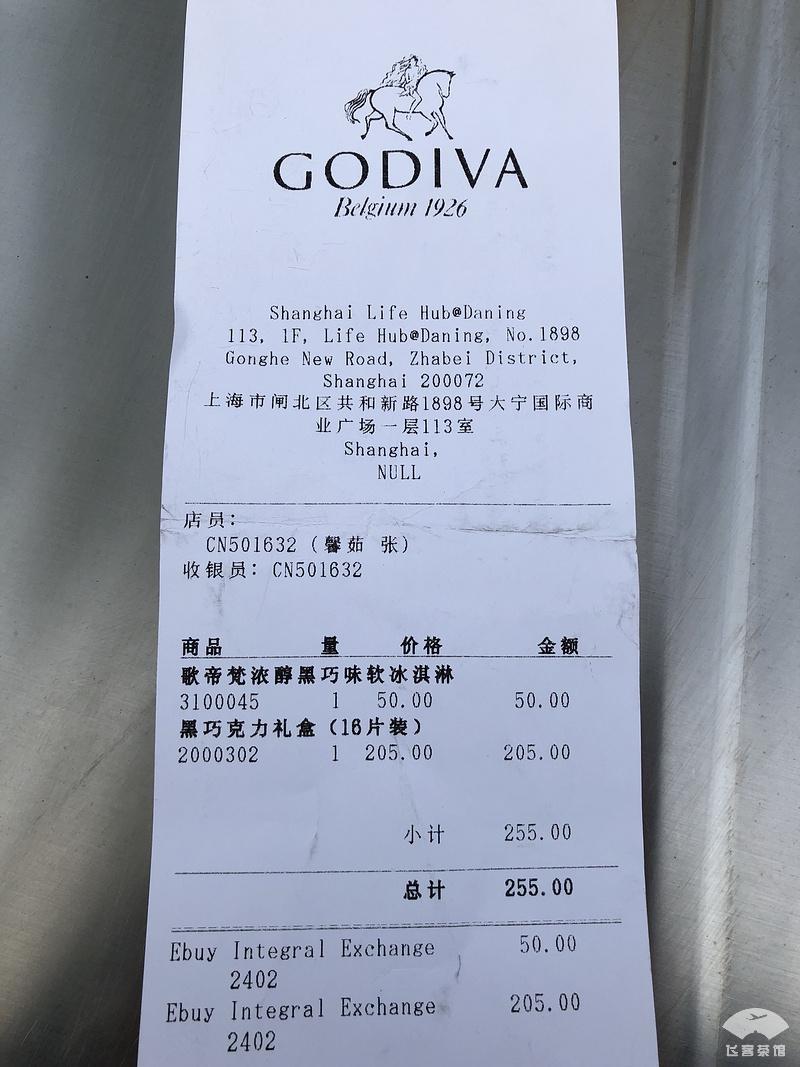 GODIVA
Belgium 1926
Shanghai Life Hub@Daning
113, 1F, Life Hub@Daning, No.1898
Gonghe New Road, Zhabei District,
Shanghai 200072
上海市闸北区共和新路1898号大宁国际商
业广场一层113室
Shanghai,
NULL
店员：
CN501632 (馨茹 张)
收银员： CN501632
商品 量 价格 金额
歌帝梵浓醇黑巧味软冰淇淋
3100045 1 50.00 50.00
黑巧克力礼盒（16片装）
2000302 1 205.00 205.00
小计 255.00
总计 255.00
Ebuy Integral Exchange 50.00
2402
Ebuy Integral Exchange 205.00
2402
飞客茶馆